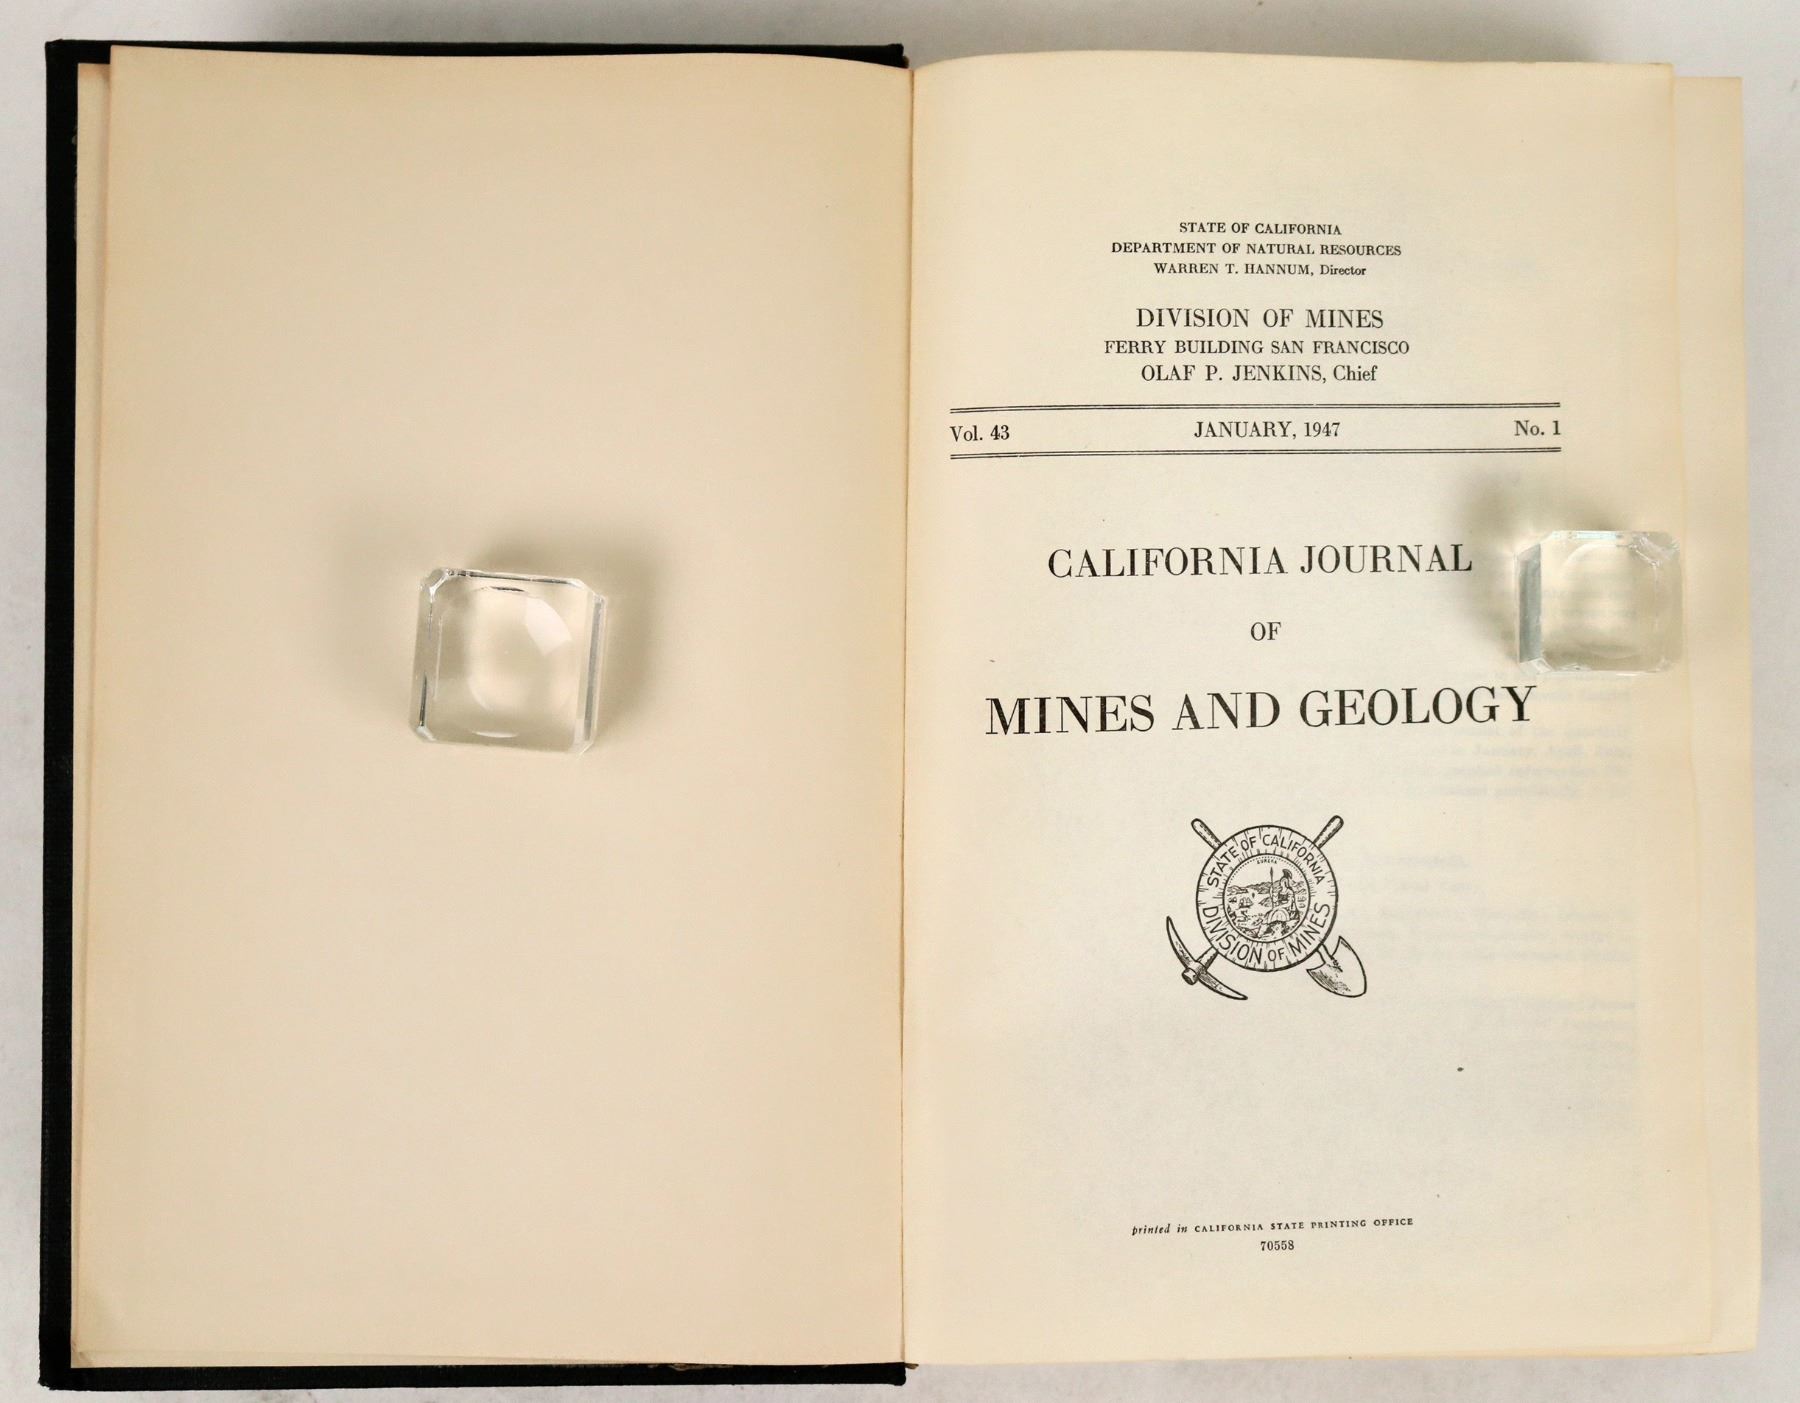 STATE OF CALIFORNIA
DEPARTMENT OF NATURAL RESOURCES
WARREN T. HANNUM, Director
DIVISION OF MINES
FERRY BUILDING SAN FRANCISCO
OLAF P. JENKINS, Chief
Vol. 43 JANUARY, 1947 No. 1
CALIFORNIA JOURNAL
OF
MINES AND GEOLOGY
STATE OF CALIFORNIA
EUREKA
DIVISION OF MINES
printed in CALIFORNIA STATE PRINTING OFFICE
70558